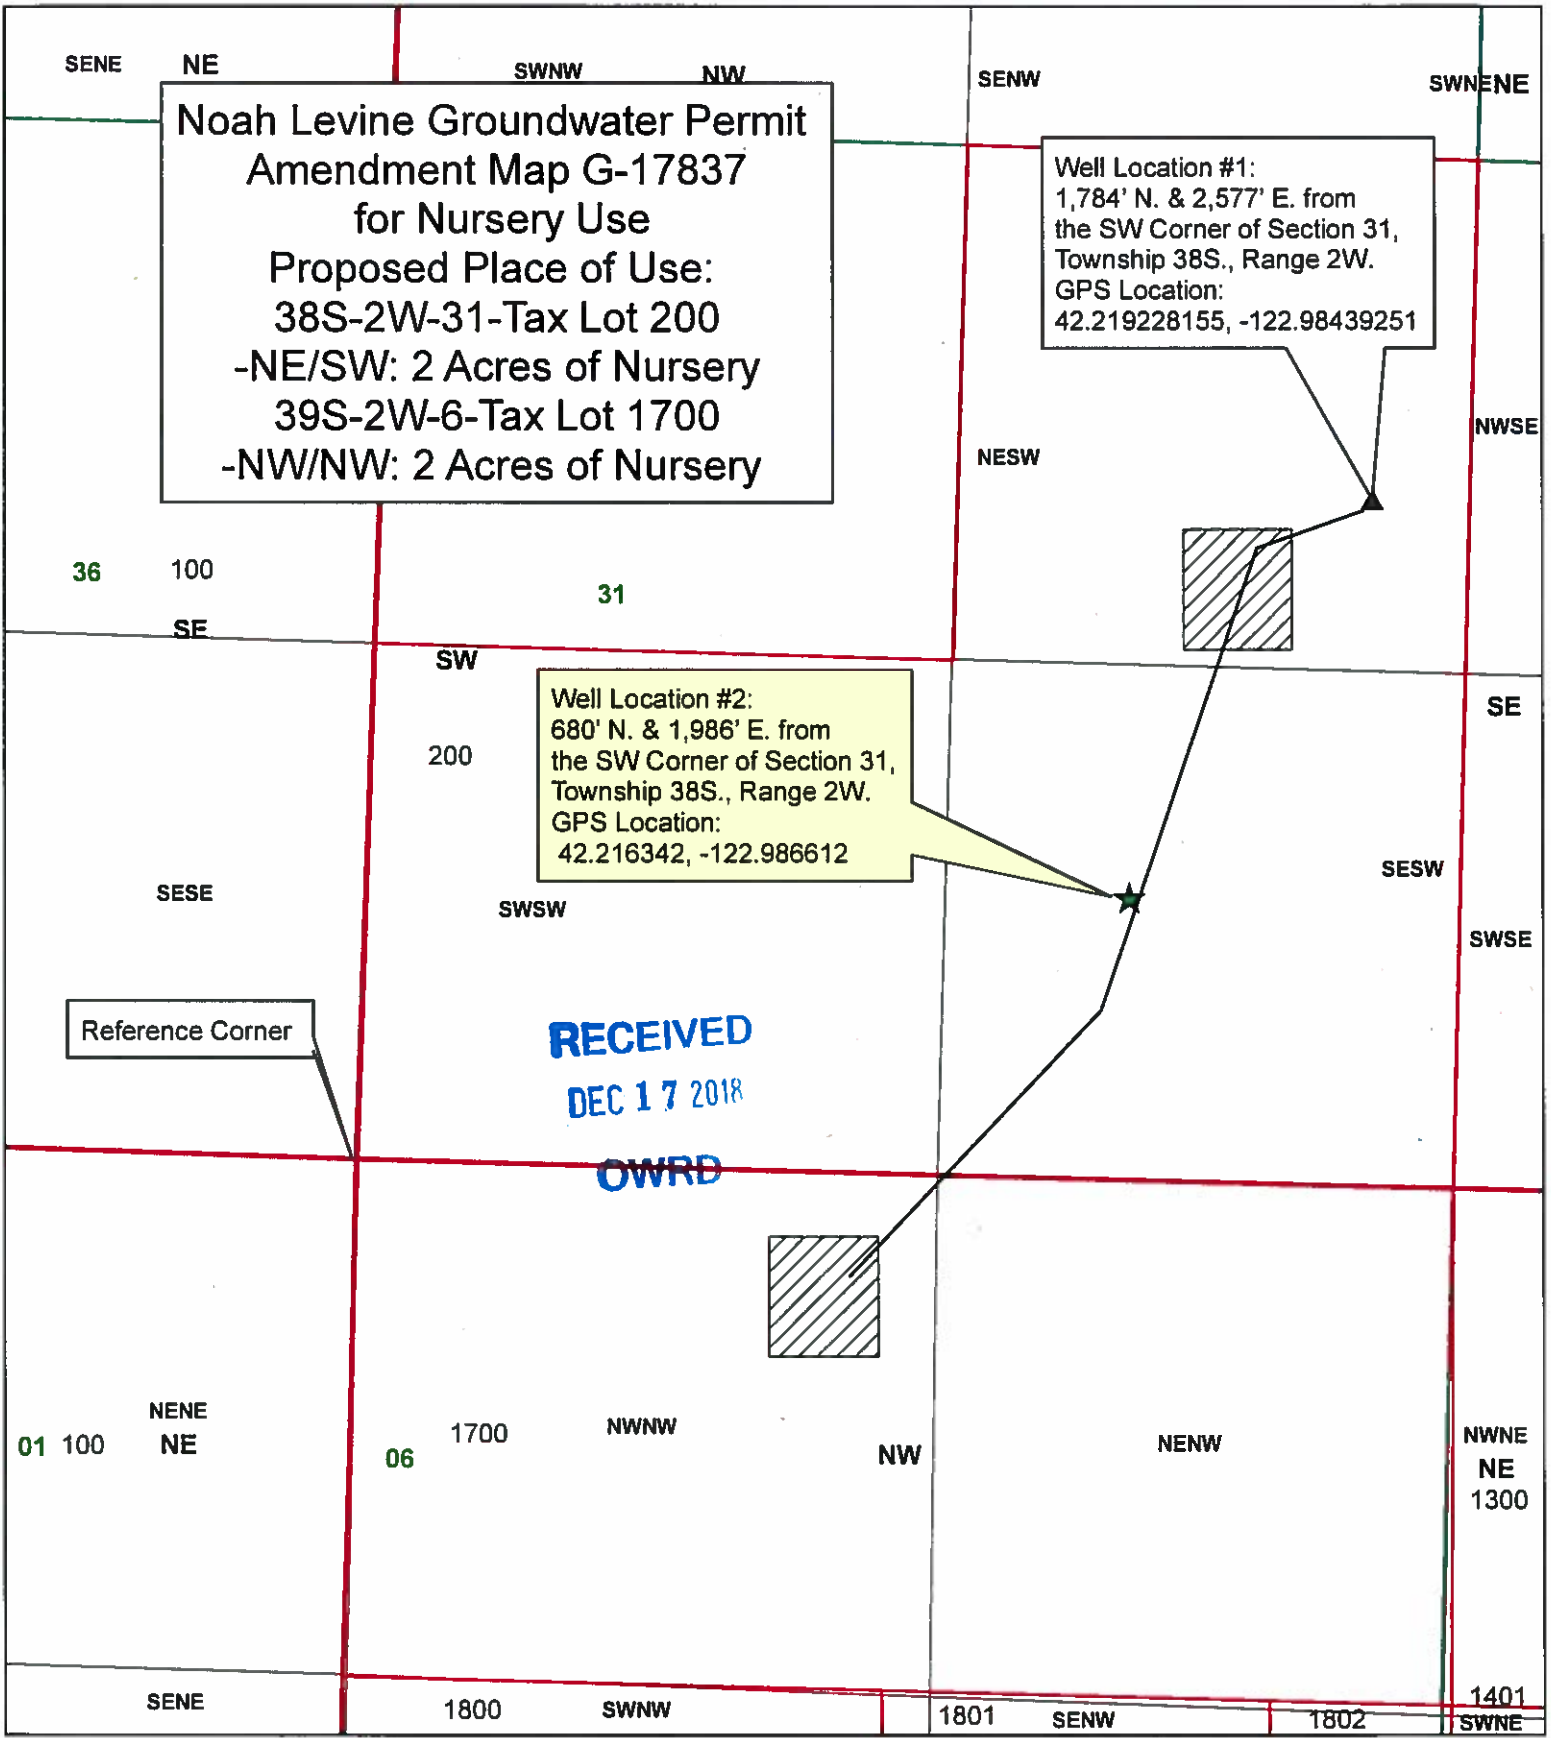 SENE NE SWNW NW SENW SWNE NE
Noah Levine Groundwater Permit
Amendment Map G-17837
for Nursery Use
Proposed Place of Use:
38S-2W-31-Tax Lot 200
-NE/SW: 2 Acres of Nursery
39S-2W-6-Tax Lot 1700
-NW/NW: 2 Acres of Nursery
Well Location #1:
1,784' N. & 2,577' E. from
the SW Corner of Section 31,
Township 38S., Range 2W.
GPS Location:
42.219228155, -122.98439251
NWSE
NESW
36 100
31
SE
SW
Well Location #2:
680' N. & 1,986' E. from
the SW Corner of Section 31,
Township 38S., Range 2W.
GPS Location:
42.216342, -122.986612
SE
200
SESW
SESE
SWSW
SWSE
Reference Corner
RECEIVED
DEC 17 2018
OWRD
NENE
01 100 NE
06
1700
NWNW
NW
NENW
NWNE
NE
1300
SENE
1800
SWNW
1801
SENW
1802
1401
SWNE